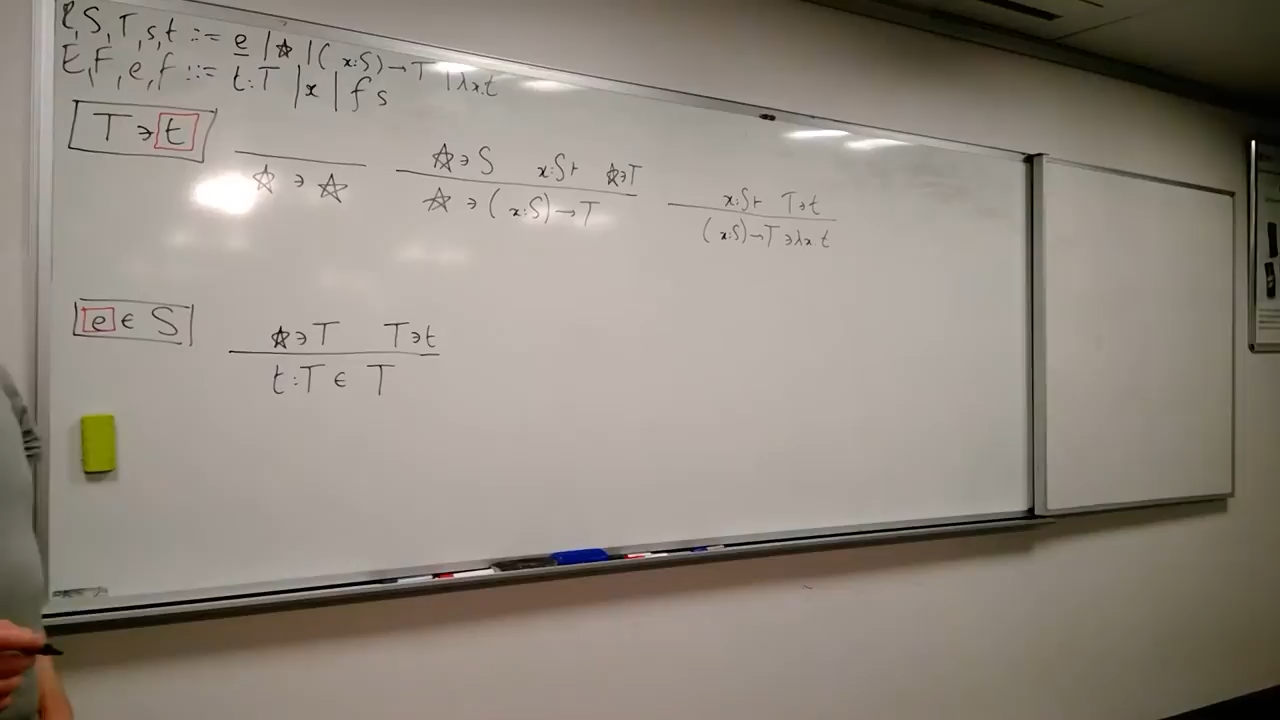 R,S,T,s,t ::= e | ☆ | (x:S)→T | λx.t
E,F,e,f ::= t:T | x | f s
T∋t
☆∋S x:S⊢ ☆∋T
x:S⊢ T∋t
☆∋☆
☆∋(x:S)→T
(x:S)→T∋λx t
e∈S
☆∋T T∋t
t:T∈T